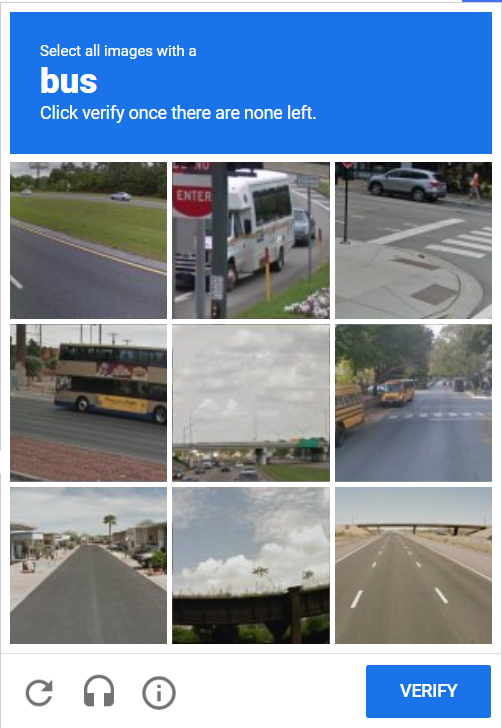 Select all images with a
bus
Click verify once there are none left.
ENTER
VERIFY